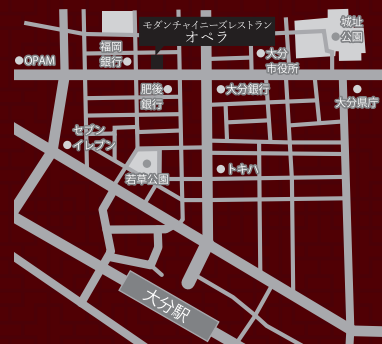 モダンチャイニーズレストラン
オペラ
城址
公園
福岡
銀行
OPAM
大分
市役所
肥後
銀行
大分銀行
大分県庁
セブン
イレブン
若草公園
トキハ
大分駅